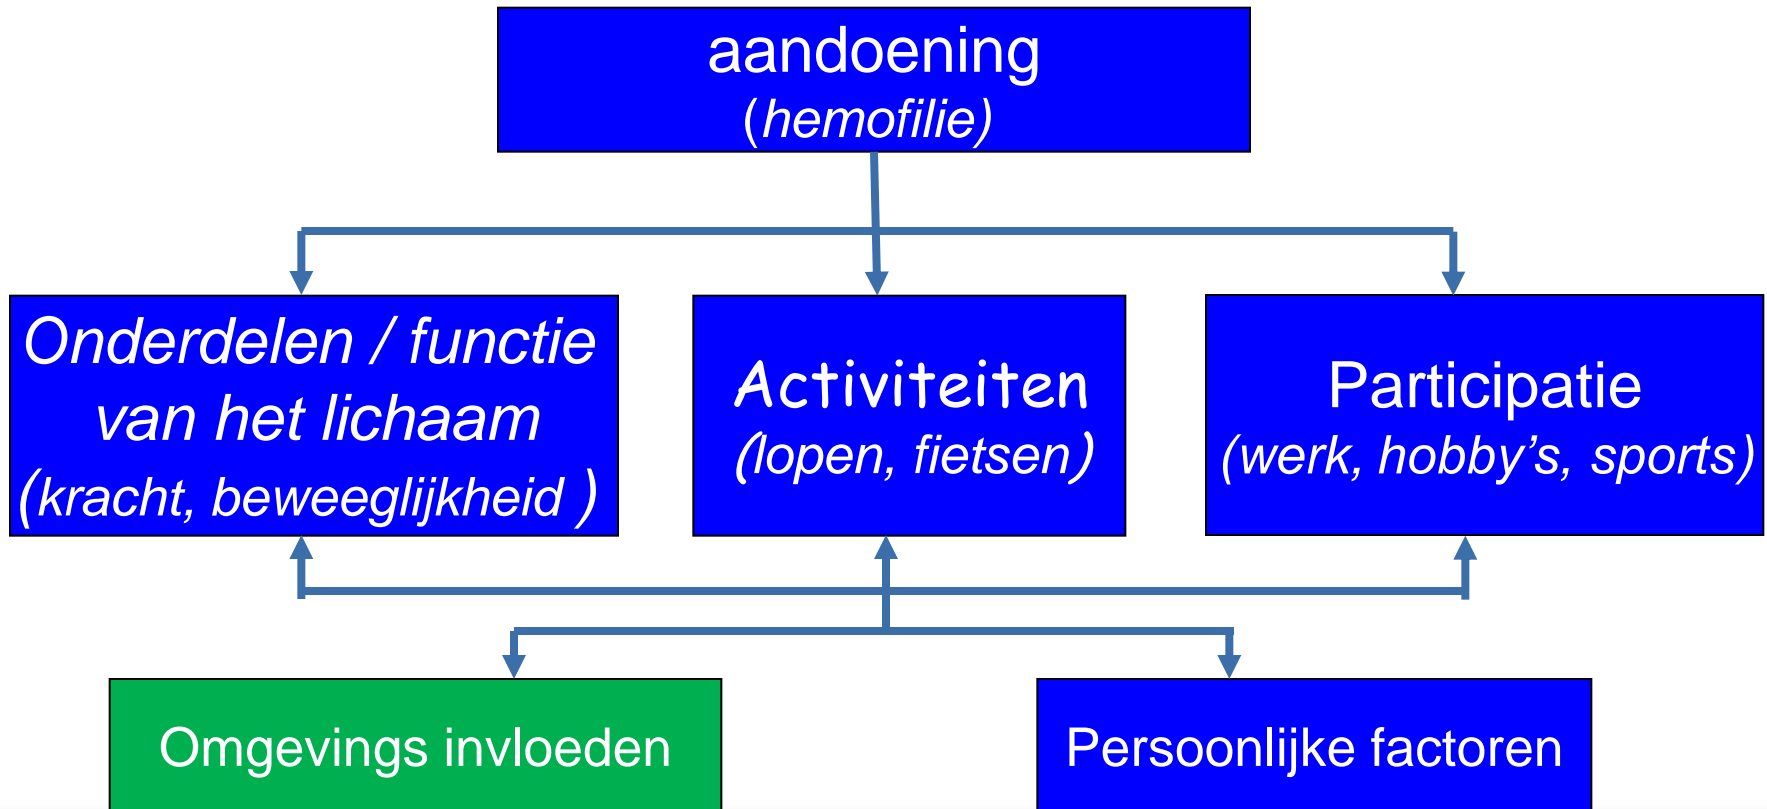 aandoening
(hemofilie)
Onderdelen / functie
van het lichaam
(kracht, beweeglijkheid )
Activiteiten
(lopen, fietsen)
Participatie
(werk, hobby’s, sports)
Omgevings invloeden
Persoonlijke factoren